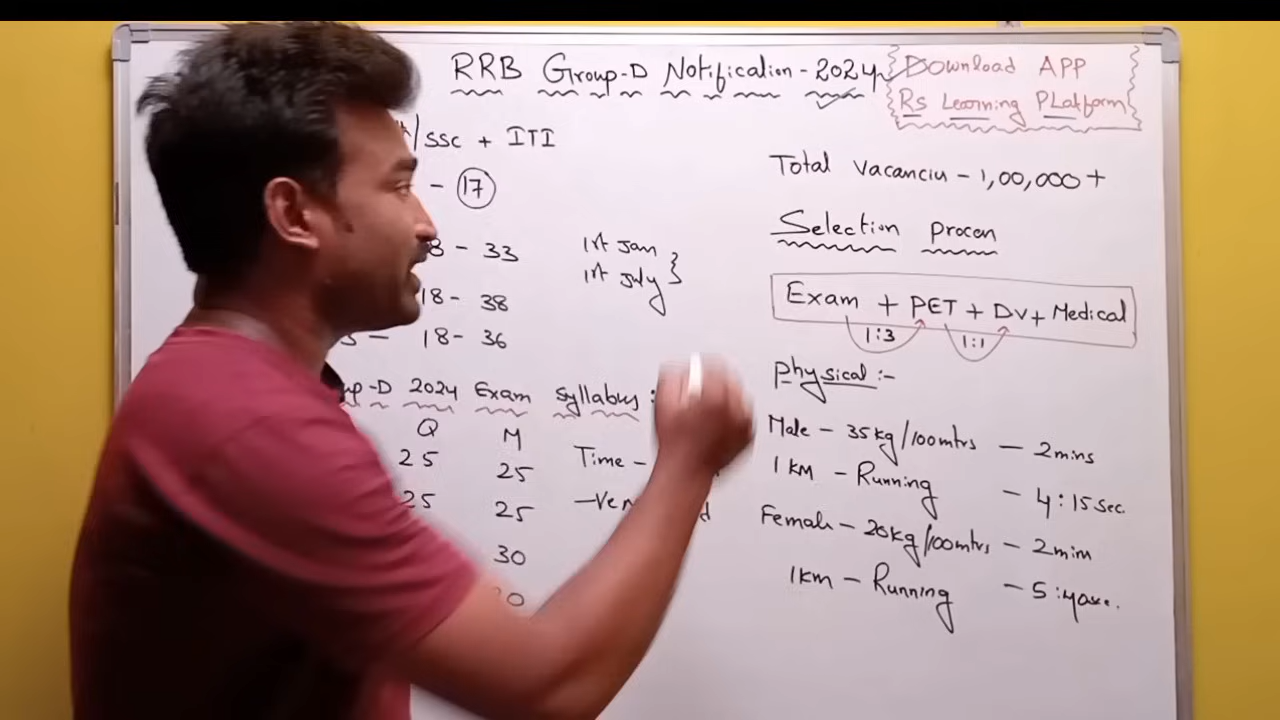 RRB Group-D Notification - 2024
Download APP
Rs Learning PLatform
/SSC + ITI
- 17
8 - 33
18 - 38
18 - 36
1st Jan
1st July
-D 2024 Exam Syllabus :
Q M
25 25
25 25
30
Time -
-Ve
Total Vacancies - 1,00,000 +
Selection Process
Exam + PET + DV + Medical
1:3 1:1
Physical :-
Male - 35kg/100mtrs - 2mins
1 KM - Running - 4:15 Sec
Female - 20kg/100mtrs - 2min
1km - Running - 5:40sec.